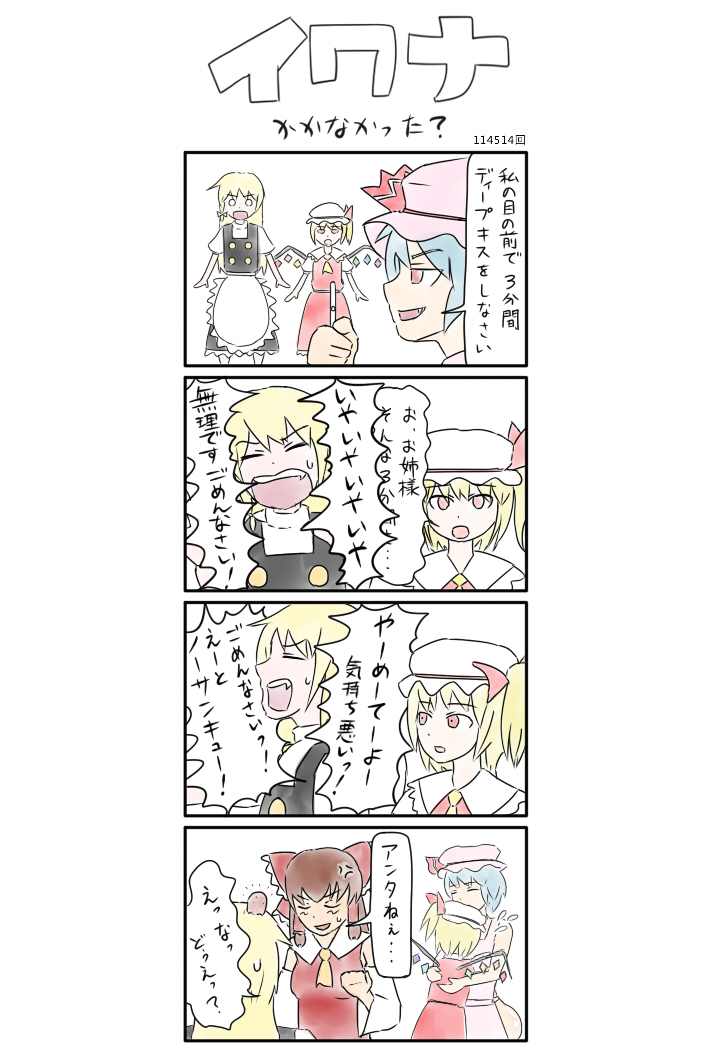 イワナ
かかなかった？
114514回
私の目の前で3分間
ディープキスをしなさい
お、お姉様
そんな3分も…
いやいやいやいや
無理ですごめんなさい！
やーめーてーよー
気持ち悪いっ！
ごめんなさいっ！
えーと
ノーサンキュー！
アンタねぇ…
えっなっ
どぅえっ？